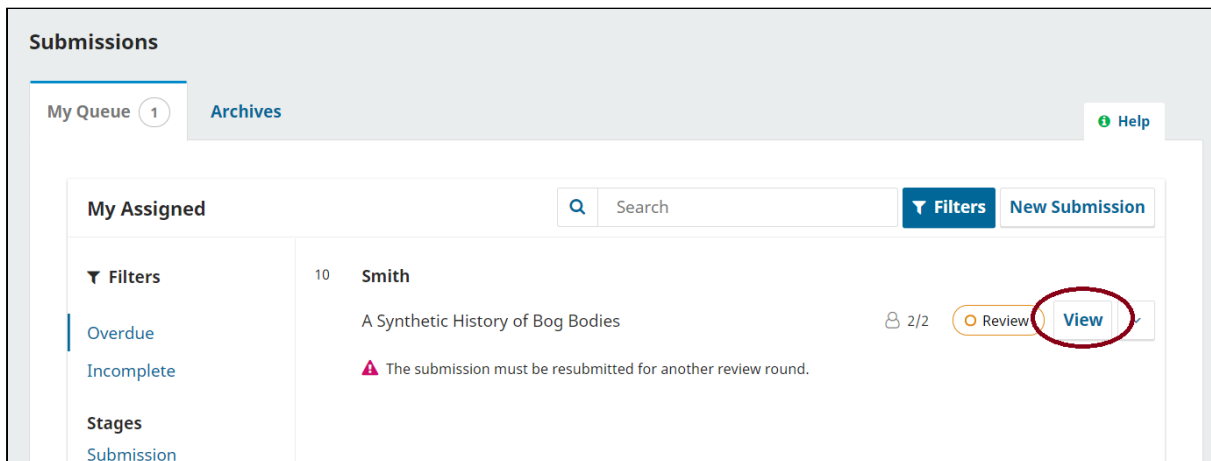 Submissions
My Queue 1 Archives
Help
My Assigned
Search
Filters
New Submission
Filters
Overdue
Incomplete
Stages
Submission
10 Smith
A Synthetic History of Bog Bodies
2/2
Review
View
The submission must be resubmitted for another review round.